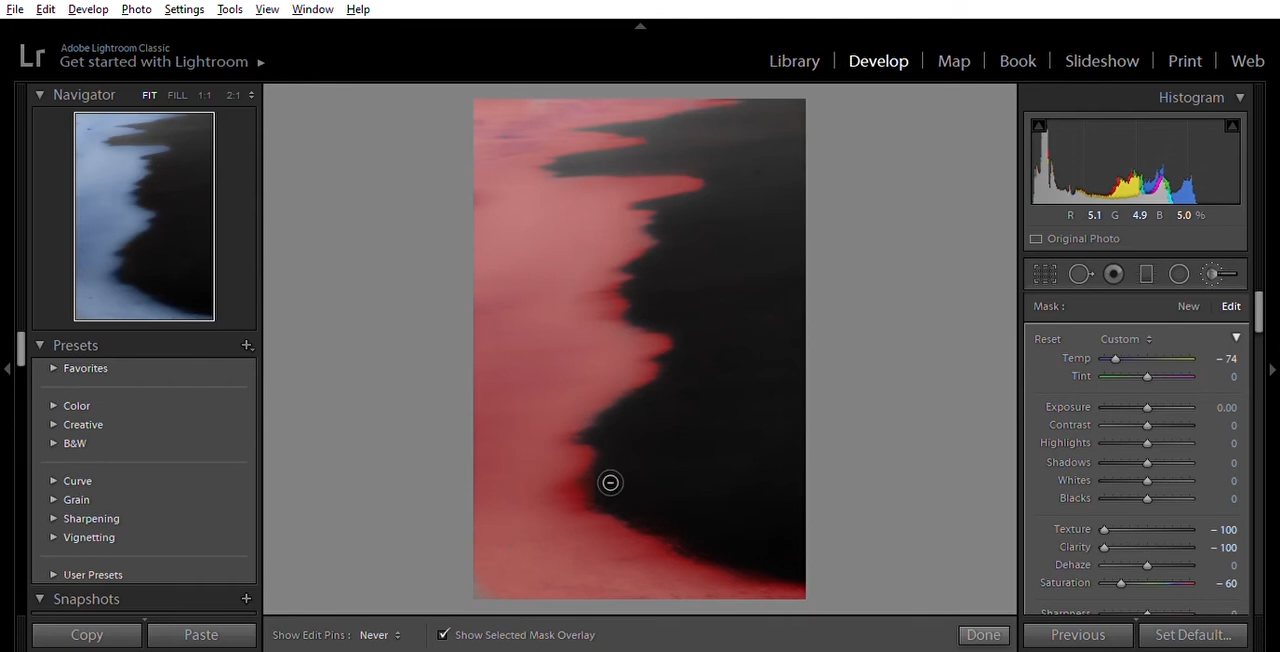 File Edit Develop Photo Settings Tools View Window Help
Lr Adobe Lightroom Classic
Get started with Lightroom
Library Develop Map Book Slideshow Print Web
Navigator FIT FILL 1:1 2:1
Presets
Favorites
Color
Creative
B&W
Curve
Grain
Sharpening
Vignetting
User Presets
Snapshots
Copy Paste
Show Edit Pins : Never Show Selected Mask Overlay Done
Histogram
R 5.1 G 4.9 B 5.0 %
Original Photo
Mask : New Edit
Reset Custom
Temp – 74
Tint 0
Exposure 0.00
Contrast 0
Highlights 0
Shadows 0
Whites 0
Blacks 0
Texture – 100
Clarity – 100
Dehaze 0
Saturation – 60
Previous Set Default...